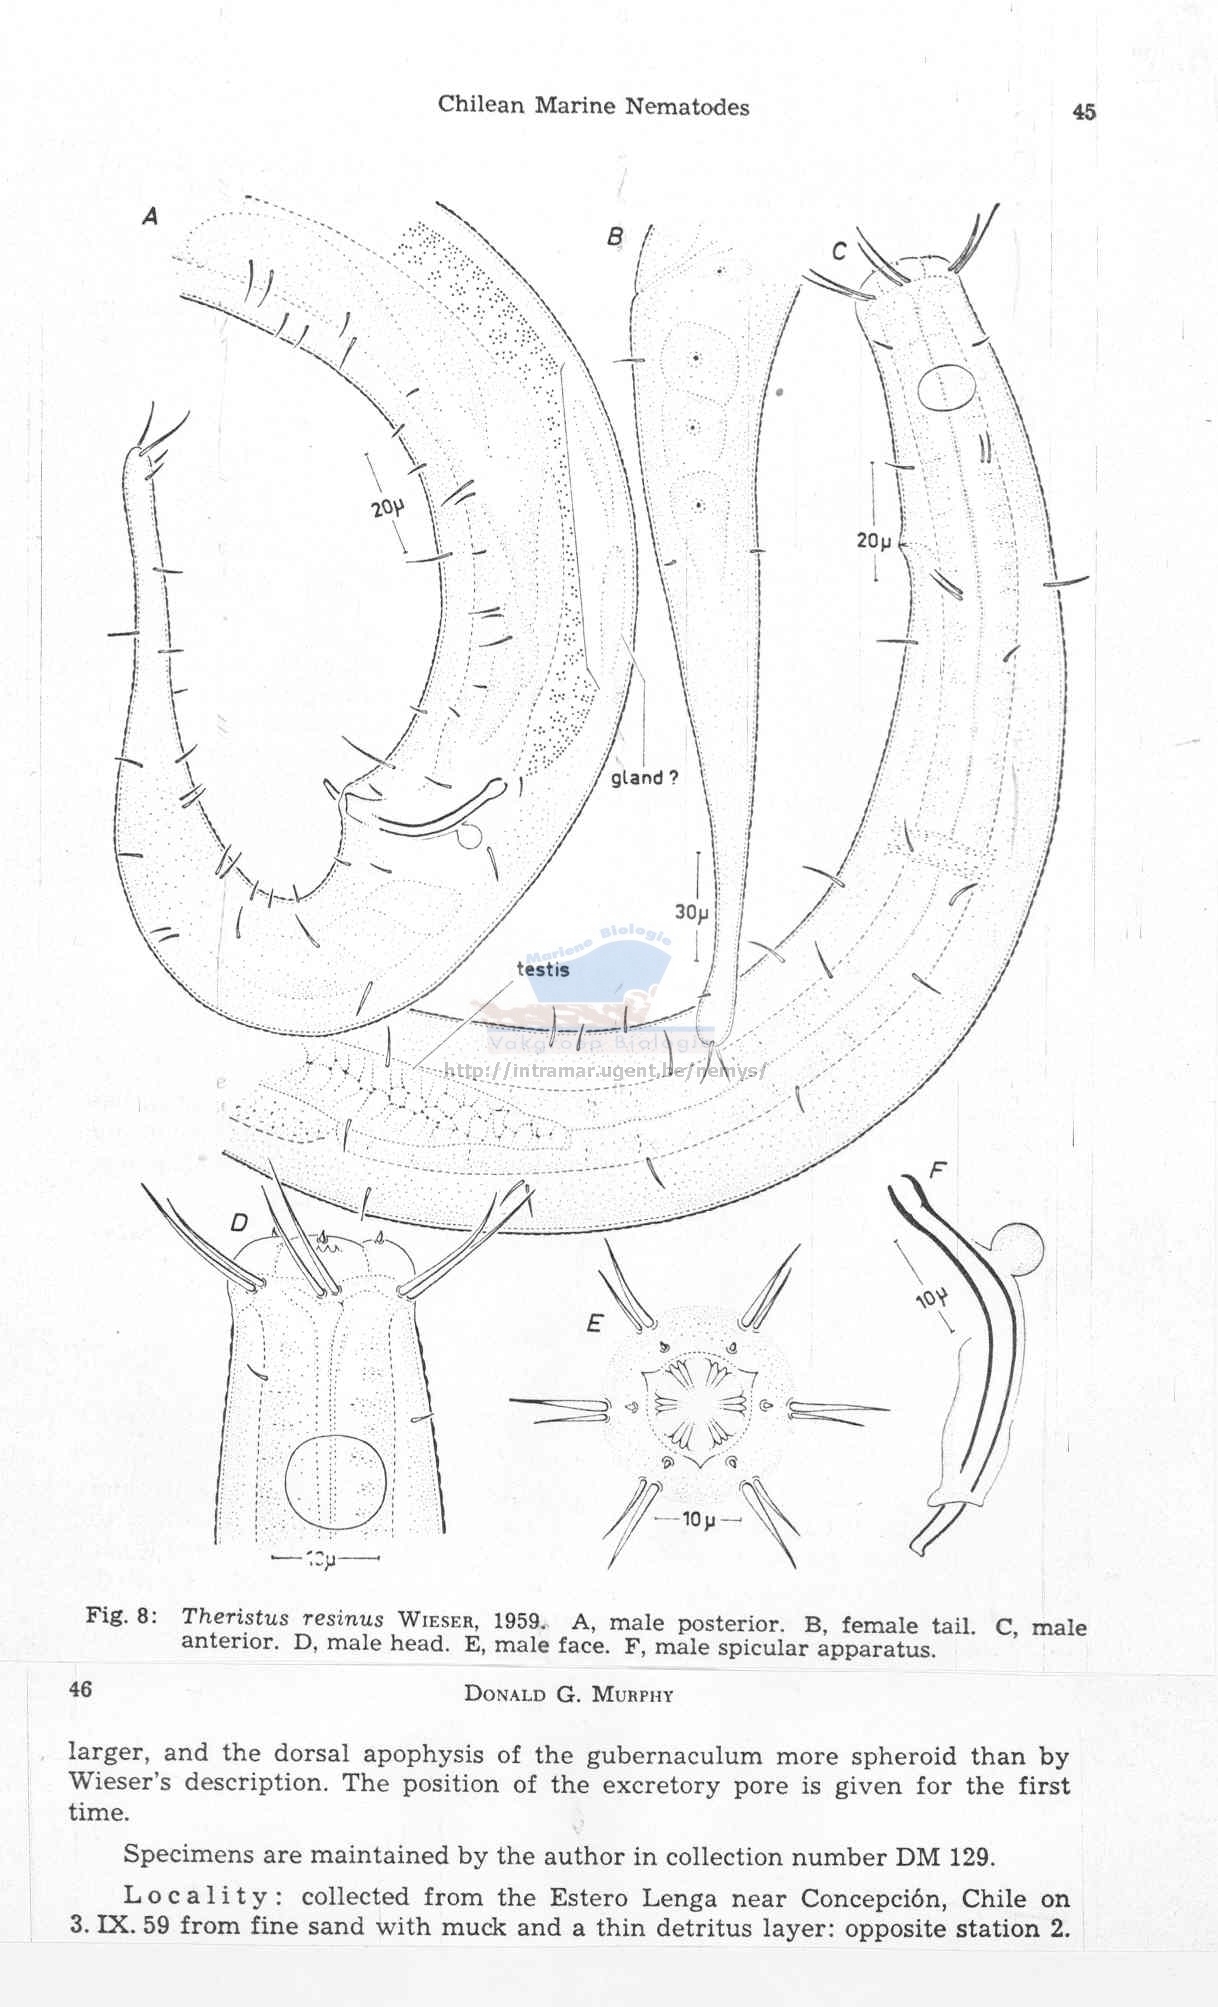 Chilean Marine Nematodes 45
A
B
C
20µ
20µ
gland ?
30µ
Mariene Biologie
testis
Vakgroep Biologie
http://intramar.ugent.be/nemys/
D
F
10µ
E
10µ
10µ
Fig. 8: Theristus resinus WIESER, 1959. A, male posterior. B, female tail. C, male
anterior. D, male head. E, male face. F, male spicular apparatus.
46 DONALD G. MURPHY
larger, and the dorsal apophysis of the gubernaculum more spheroid than by
Wieser's description. The position of the excretory pore is given for the first
time.
Specimens are maintained by the author in collection number DM 129.
Locality: collected from the Estero Lenga near Concepción, Chile on
3. IX. 59 from fine sand with muck and a thin detritus layer: opposite station 2.